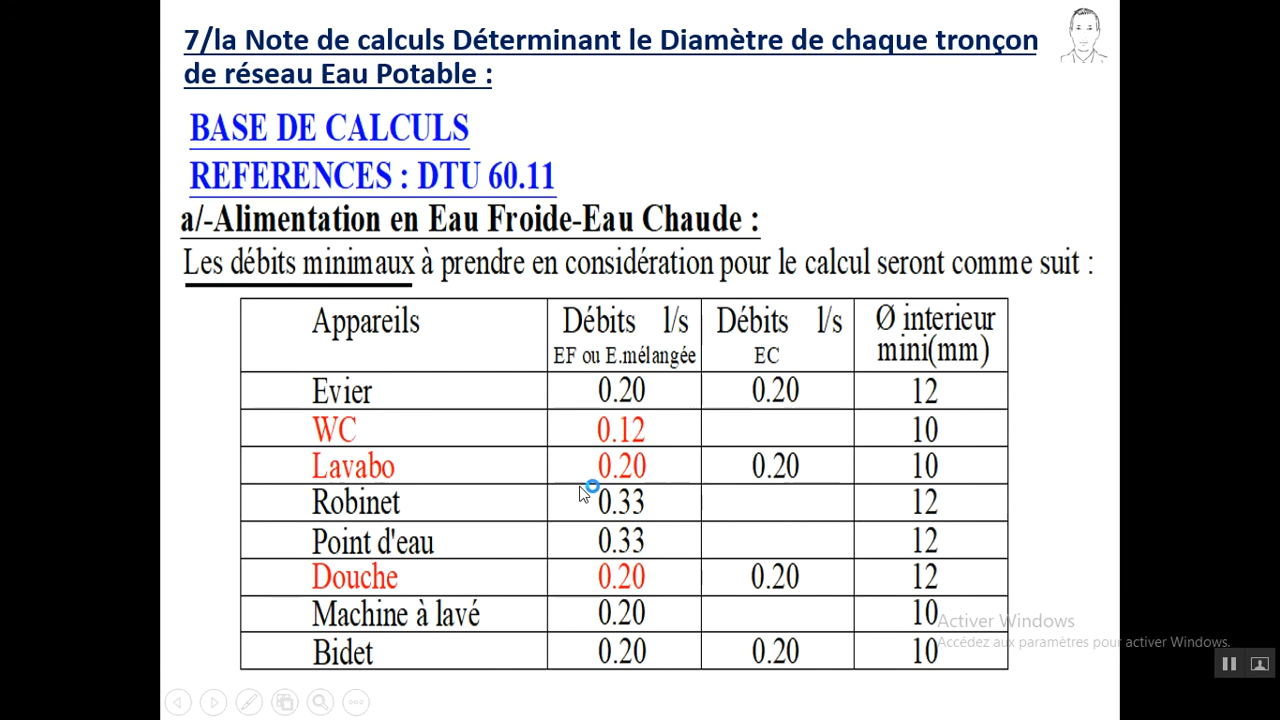 7/la Note de calculs Déterminant le Diamètre de chaque tronçon
de réseau Eau Potable :
BASE DE CALCULS
REFERENCES : DTU 60.11
a/-Alimentation en Eau Froide-Eau Chaude :
Les débits minimaux à prendre en considération pour le calcul seront comme suit :
Appareils Débits l/s EF ou E.mélangée Débits l/s EC Ø interieur mini(mm)
Evier 0.20 0.20 12
WC 0.12 10
Lavabo 0.20 0.20 10
Robinet 0.33 12
Point d'eau 0.33 12
Douche 0.20 0.20 12
Machine à lavé 0.20 10
Bidet 0.20 0.20 10
Activer Windows
Accédez aux paramètres pour activer Windows.